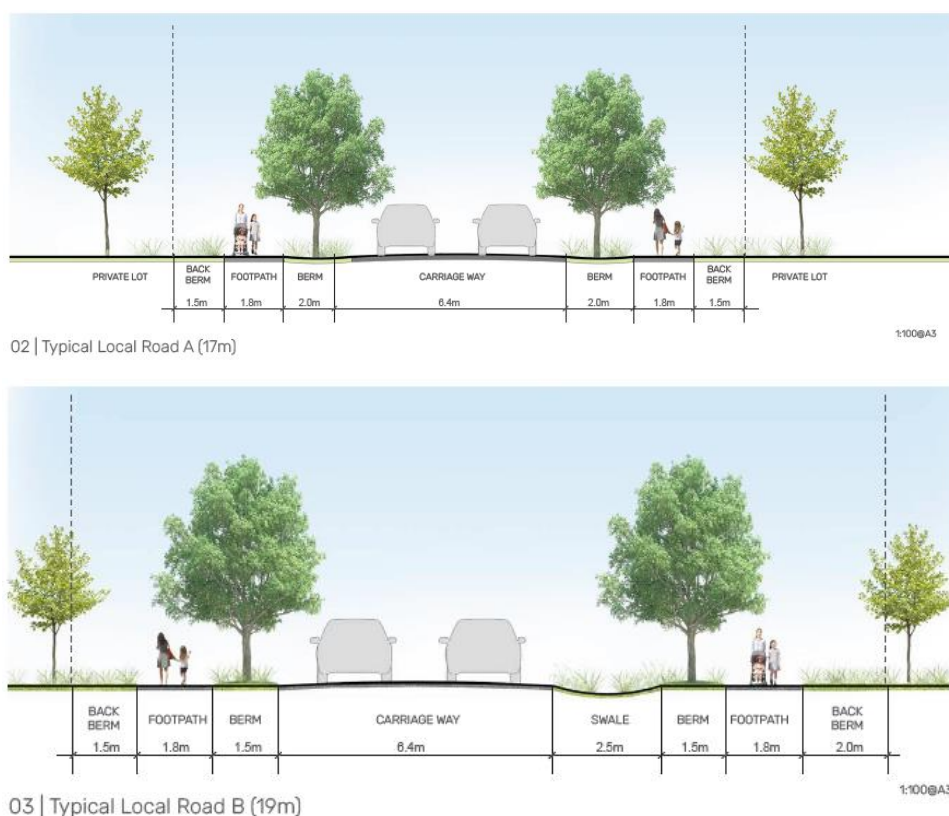 PRIVATE LOT BACK BERM FOOTPATH BERM CARRIAGE WAY BERM FOOTPATH BACK BERM PRIVATE LOT
1.5m 1.8m 2.0m 6.4m 2.0m 1.8m 1.5m
1:100@A3
02 | Typical Local Road A (17m)
BACK BERM FOOTPATH BERM CARRIAGE WAY SWALE BERM FOOTPATH BACK BERM
1.5m 1.8m 1.5m 6.4m 2.5m 1.5m 1.8m 2.0m
1:100@A3
03 | Typical Local Road B (19m)